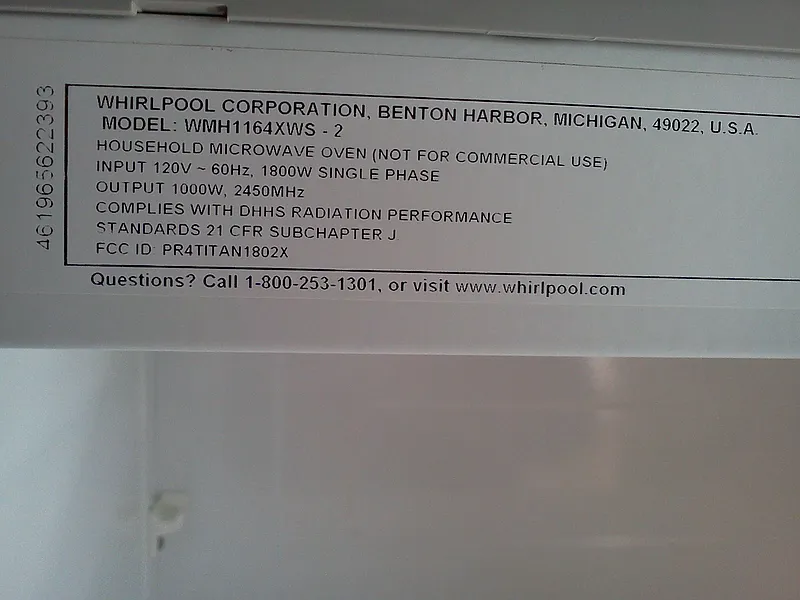 WHIRLPOOL CORPORATION, BENTON HARBOR, MICHIGAN, 49022, U.S.A.
MODEL: WMH1164XWS - 2
HOUSEHOLD MICROWAVE OVEN (NOT FOR COMMERCIAL USE)
INPUT 120V ~ 60Hz, 1800W SINGLE PHASE
OUTPUT 1000W, 2450MHz
COMPLIES WITH DHHS RADIATION PERFORMANCE
STANDARDS 21 CFR SUBCHAPTER J
FCC ID: PR4TITAN1802X
Questions? Call 1-800-253-1301, or visit www.whirlpool.com
461965622393